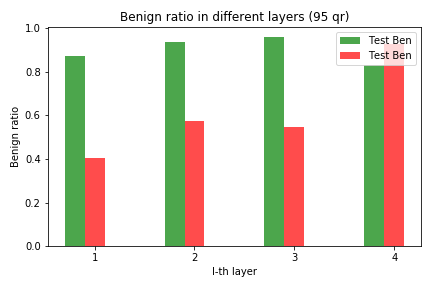 Benign ratio in different layers (95 qr)
Test Ben
Test Ben
Benign ratio
1.0
0.8
0.6
0.4
0.2
0.0
1 2 3 4
l-th layer